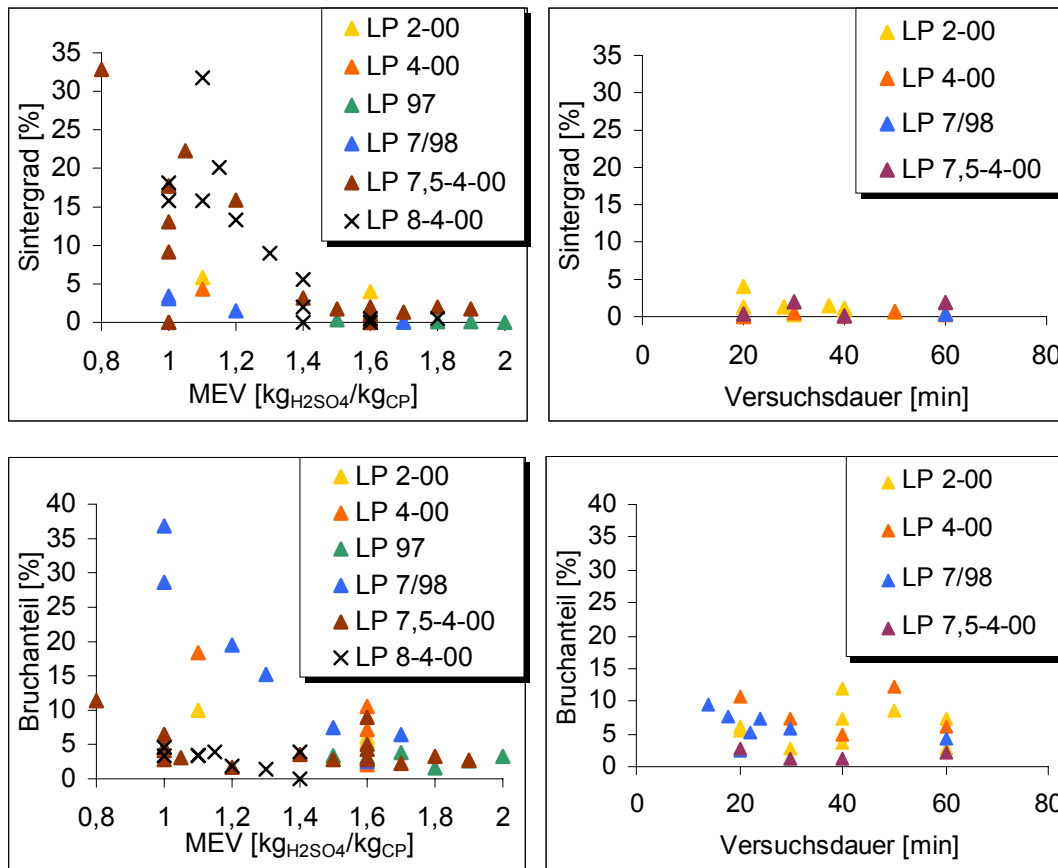 LP 2-00
LP 4-00
LP 97
LP 7/98
LP 7,5-4-00
LP 8-4-00
35
30
25
20
15
10
5
0
Sintergrad [%]
0,8 1 1,2 1,4 1,6 1,8 2
MEV [kgH2SO4/kgCP]
LP 2-00
LP 4-00
LP 7/98
LP 7,5-4-00
35
30
25
20
15
10
5
0
Sintergrad [%]
0 20 40 60 80
Versuchsdauer [min]
LP 2-00
LP 4-00
LP 97
LP 7/98
LP 7,5-4-00
LP 8-4-00
40
35
30
25
20
15
10
5
0
Bruchanteil [%]
0,8 1 1,2 1,4 1,6 1,8 2
MEV [kgH2SO4/kgCP]
LP 2-00
LP 4-00
LP 7/98
LP 7,5-4-00
40
35
30
25
20
15
10
5
0
Bruchanteil [%]
0 20 40 60 80
Versuchsdauer [min]